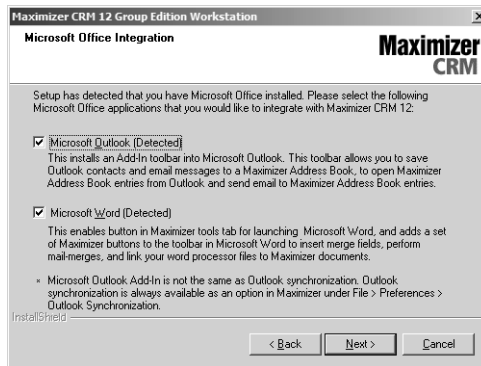 Maximizer CRM 12 Group Edition Workstation
Microsoft Office Integration
Maximizer
CRM
Setup has detected that you have Microsoft Office installed. Please select the following
Microsoft Office applications that you would like to integrate with Maximizer CRM 12:
Microsoft Outlook (Detected)
This installs an Add-In toolbar into Microsoft Outlook. This toolbar allows you to save
Outlook contacts and email messages to a Maximizer Address Book, to open Maximizer
Address Book entries from Outlook and send email to Maximizer Address Book entries.
Microsoft Word (Detected)
This enables button in Maximizer tools tab for launching Microsoft Word, and adds a set
of Maximizer buttons to the toolbar in Microsoft Word to insert merge fields, perform
mail-merges, and link your word processor files to Maximizer documents.
* Microsoft Outlook Add-In is not the same as Outlook synchronization. Outlook
synchronization is always available as an option in Maximizer under File > Preferences >
Outlook Synchronization.
InstallShield
< Back Next > Cancel